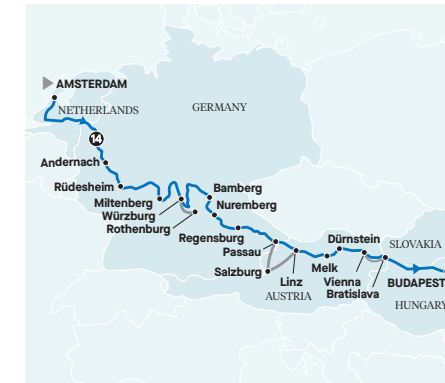 AMSTERDAM
NETHERLANDS
GERMANY
14
Andernach
Rüdesheim
Miltenberg
Würzburg
Rothenburg
Bamberg
Nuremberg
Regensburg
Passau
Salzburg
Linz
AUSTRIA
Melk
Dürnstein
Vienna
Bratislava
SLOVAKIA
BUDAPEST
HUNGARY